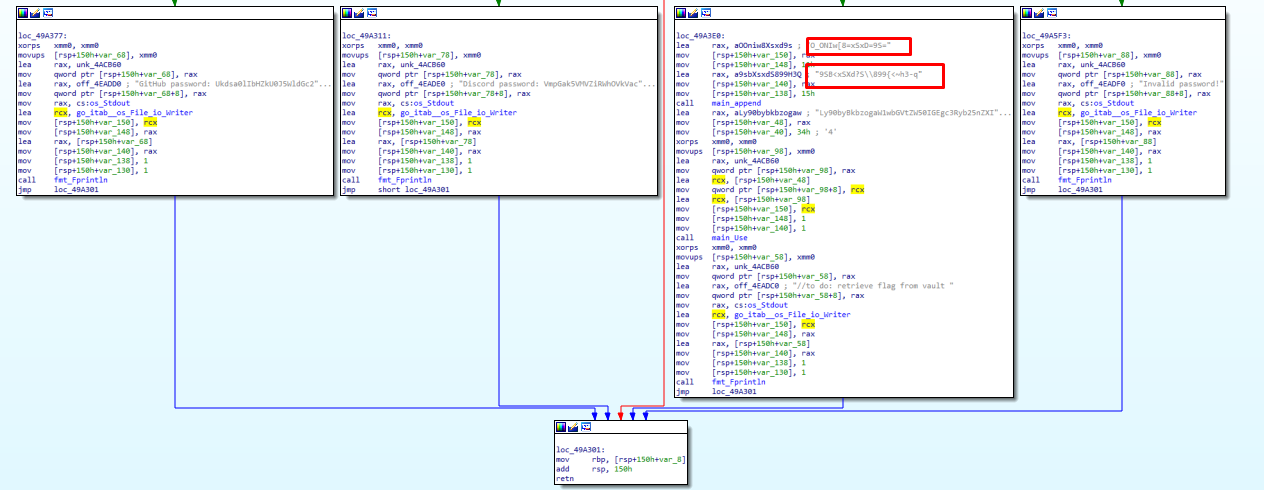 loc_49A377:
xorps xmm0, xmm0
movups [rsp+150h+var_68], xmm0
lea rax, unk_4ACB60
mov qword ptr [rsp+150h+var_68], rax
lea rax, off_4EADD0 ; "GitHub password: Ukdsa0lIbHZkU0J5WldGc2"...
mov qword ptr [rsp+150h+var_68+8], rax
mov rax, cs:os_Stdout
lea rcx, go_itab__os_File_io_Writer
mov [rsp+150h+var_150], rcx
mov [rsp+150h+var_148], rax
lea rax, [rsp+150h+var_68]
mov [rsp+150h+var_140], rax
mov [rsp+150h+var_138], 1
mov [rsp+150h+var_130], 1
call fmt_Fprintln
jmp loc_49A301
loc_49A311:
xorps xmm0, xmm0
movups [rsp+150h+var_78], xmm0
lea rax, unk_4ACB60
mov qword ptr [rsp+150h+var_78], rax
lea rax, off_4EADE0 ; "Discord password: VmpGak5VMVZiRWhOVkVac"...
mov qword ptr [rsp+150h+var_78+8], rax
mov rax, cs:os_Stdout
lea rcx, go_itab__os_File_io_Writer
mov [rsp+150h+var_150], rcx
mov [rsp+150h+var_148], rax
lea rax, [rsp+150h+var_78]
mov [rsp+150h+var_140], rax
mov [rsp+150h+var_138], 1
mov [rsp+150h+var_130], 1
call fmt_Fprintln
jmp short loc_49A301
loc_49A3E0:
lea rax, aOOniw8Xsxd9s ; "O_ONIw[8=xSxD=9S="
mov [rsp+150h+var_150], rax
mov [rsp+150h+var_148],
lea rax, a9sbXsxdS899H3Q ; "9SB<xSXd?S\\899{<~h3-q"
mov [rsp+150h+var_140], rax
mov [rsp+150h+var_138], 15h
call main_append
lea rax, aLy90bybkbzogaw ; "Ly90byBkbzogaW1wbGVtZW50IGEgc3Ryb25nZXI"...
mov [rsp+150h+var_48], rax
mov [rsp+150h+var_40], 34h ; '4'
xorps xmm0, xmm0
movups [rsp+150h+var_98], xmm0
lea rax, unk_4ACB60
mov qword ptr [rsp+150h+var_98], rax
lea rcx, [rsp+150h+var_48]
mov qword ptr [rsp+150h+var_98+8], rcx
lea rcx, [rsp+150h+var_98]
mov [rsp+150h+var_150], rcx
mov [rsp+150h+var_148], 1
mov [rsp+150h+var_140], 1
call main_Use
xorps xmm0, xmm0
movups [rsp+150h+var_58], xmm0
lea rax, unk_4ACB60
mov qword ptr [rsp+150h+var_58], rax
lea rax, off_4EADC0 ; "//to do: retrieve flag from vault "
mov qword ptr [rsp+150h+var_58+8], rax
mov rax, cs:os_Stdout
lea rcx, go_itab__os_File_io_Writer
mov [rsp+150h+var_150], rcx
mov [rsp+150h+var_148], rax
lea rax, [rsp+150h+var_58]
mov [rsp+150h+var_140], rax
mov [rsp+150h+var_138], 1
mov [rsp+150h+var_130], 1
call fmt_Fprintln
jmp loc_49A301
loc_49A5F3:
xorps xmm0, xmm0
movups [rsp+150h+var_88], xmm0
lea rax, unk_4ACB60
mov qword ptr [rsp+150h+var_88], rax
lea rax, off_4EADF0 ; "Invalid password!"
mov qword ptr [rsp+150h+var_88+8], rax
mov rax, cs:os_Stdout
lea rcx, go_itab__os_File_io_Writer
mov [rsp+150h+var_150], rcx
mov [rsp+150h+var_148], rax
lea rax, [rsp+150h+var_88]
mov [rsp+150h+var_140], rax
mov [rsp+150h+var_138], 1
mov [rsp+150h+var_130], 1
call fmt_Fprintln
jmp loc_49A301
loc_49A301:
mov rbp, [rsp+150h+var_8]
add rsp, 150h
retn